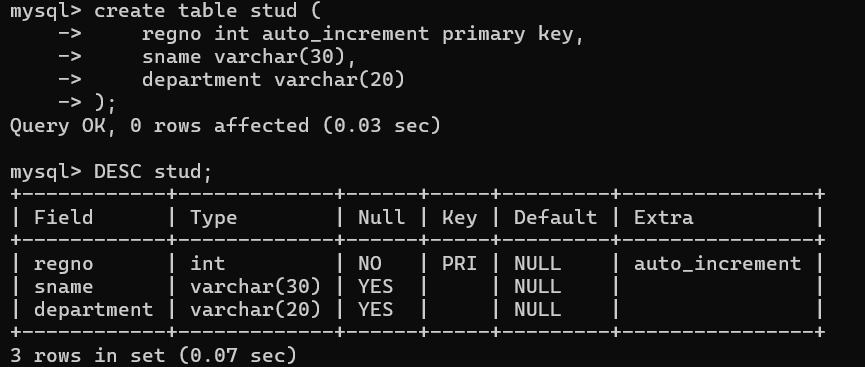 mysql> create table stud (
    ->     regno int auto_increment primary key,
    ->     sname varchar(30),
    ->     department varchar(20)
    -> );
Query OK, 0 rows affected (0.03 sec)

mysql> DESC stud;
+------------+-------------+------+-----+---------+----------------+
| Field      | Type        | Null | Key | Default | Extra          |
+------------+-------------+------+-----+---------+----------------+
| regno      | int         | NO   | PRI | NULL    | auto_increment |
| sname      | varchar(30) | YES  |     | NULL    |                |
| department | varchar(20) | YES  |     | NULL    |                |
+------------+-------------+------+-----+---------+----------------+
3 rows in set (0.07 sec)